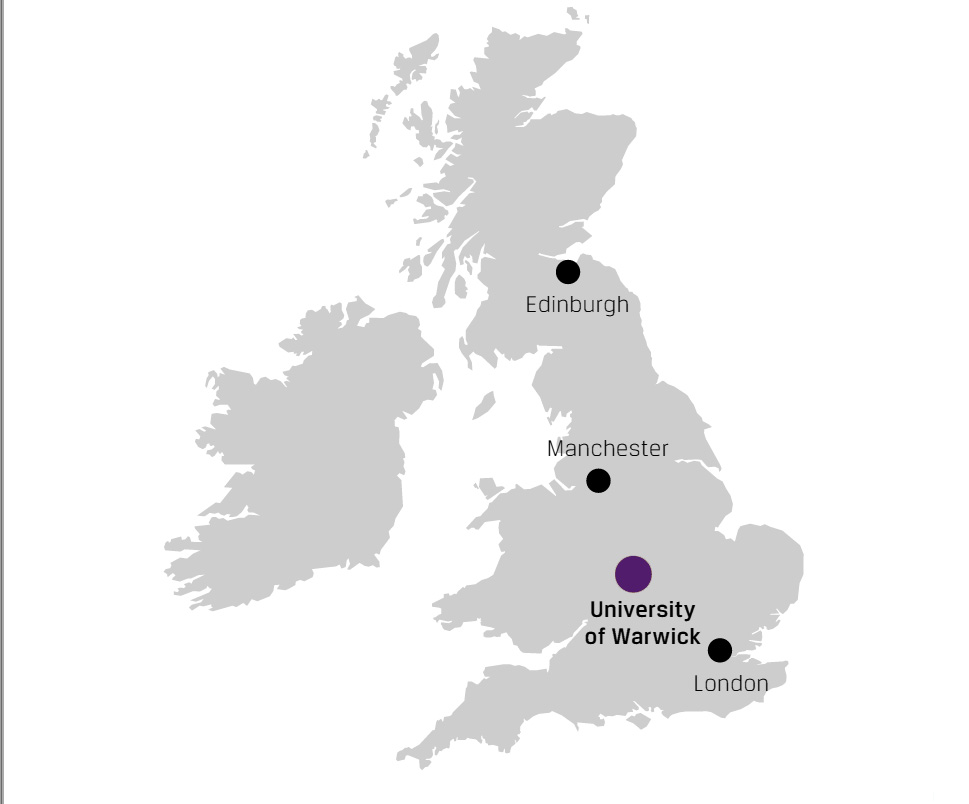 Edinburgh
Manchester
University
of Warwick
London